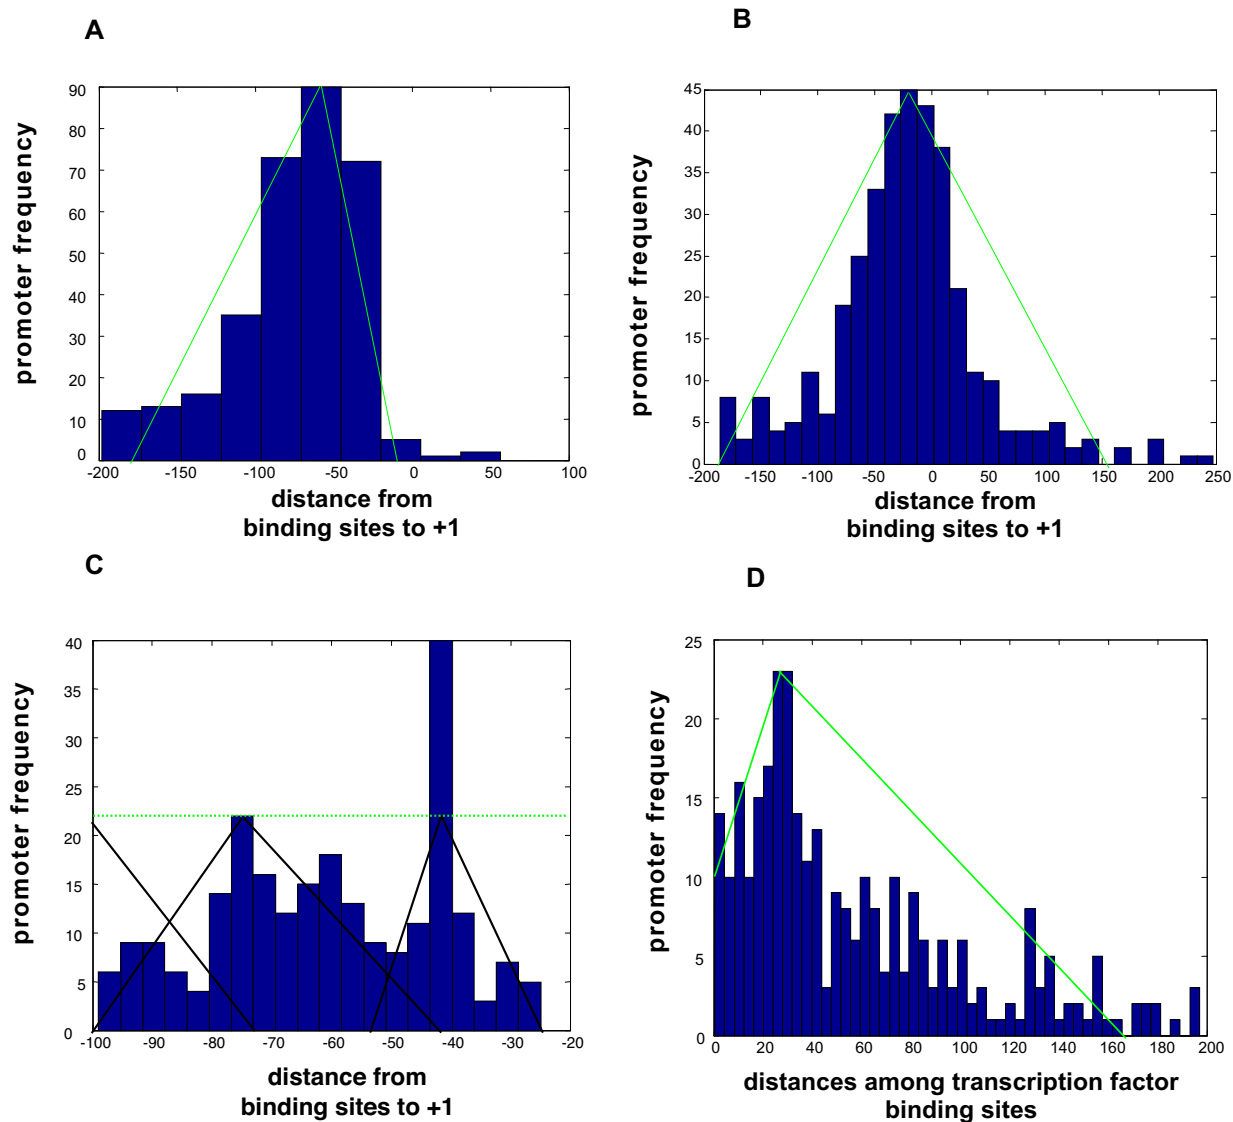 A
promoter frequency
90
80
70
60
50
40
30
20
10
0
-200 -150 -100 -50 0 50 100
distance from
binding sites to +1
B
promoter frequency
45
40
35
30
25
20
15
10
5
0
-200 -150 -100 -50 0 50 100 150 200 250
distance from
binding sites to +1
C
promoter frequency
40
35
30
25
20
15
10
5
0
-100 -90 -80 -70 -60 -50 -40 -30 -20
distance from
binding sites to +1
D
promoter frequency
25
20
15
10
5
0
0 20 40 60 80 100 120 140 160 180 200
distances among transcription factor
binding sites